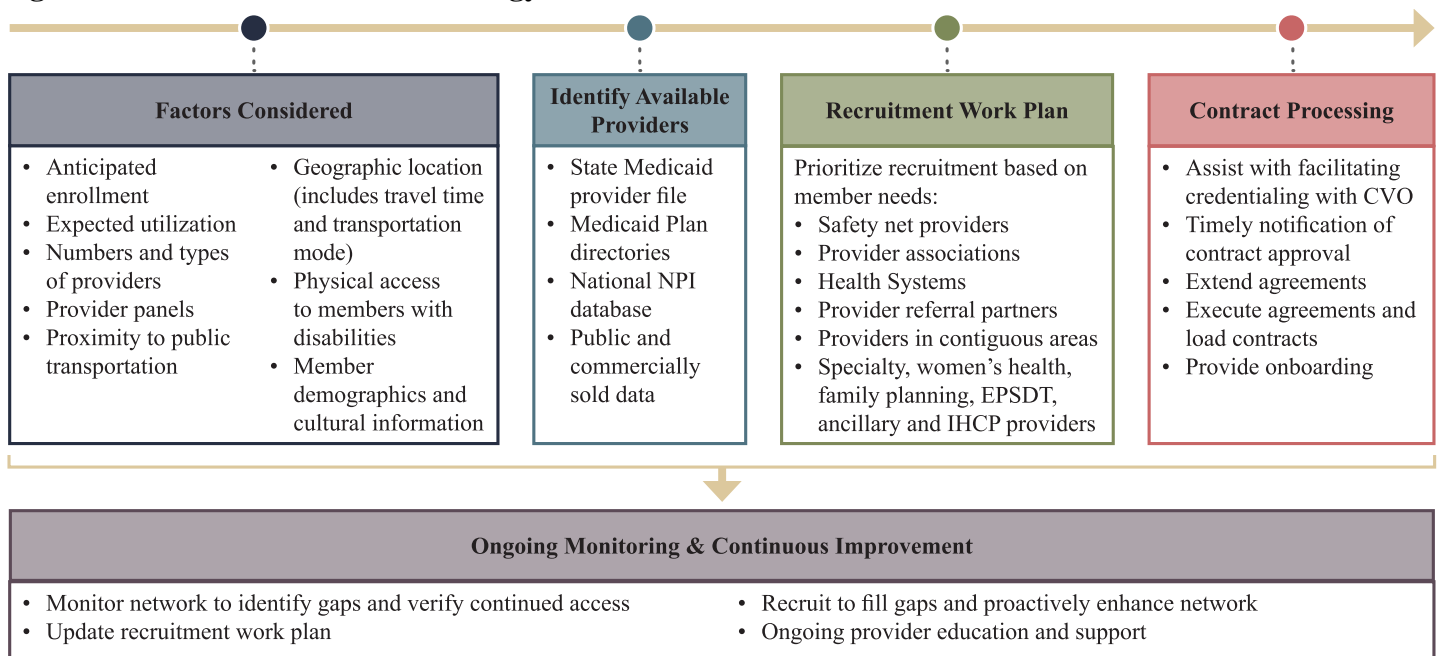 Factors Considered
• Anticipated
enrollment
• Expected utilization
• Numbers and types
of providers
• Provider panels
• Proximity to public
transportation
• Geographic location
(includes travel time
and transportation
mode)
• Physical access
to members with
disabilities
• Member
demographics and
cultural information
Identify Available
Providers
• State Medicaid
provider file
• Medicaid Plan
directories
• National NPI
database
• Public and
commercially
sold data
Recruitment Work Plan
Prioritize recruitment based on
member needs:
• Safety net providers
• Provider associations
• Health Systems
• Provider referral partners
• Providers in contiguous areas
• Specialty, women’s health,
family planning, EPSDT,
ancillary and IHCP providers
Contract Processing
• Assist with facilitating
credentialing with CVO
• Timely notification of
contract approval
• Extend agreements
• Execute agreements and
load contracts
• Provide onboarding
Ongoing Monitoring & Continuous Improvement
• Monitor network to identify gaps and verify continued access
• Update recruitment work plan
• Recruit to fill gaps and proactively enhance network
• Ongoing provider education and support